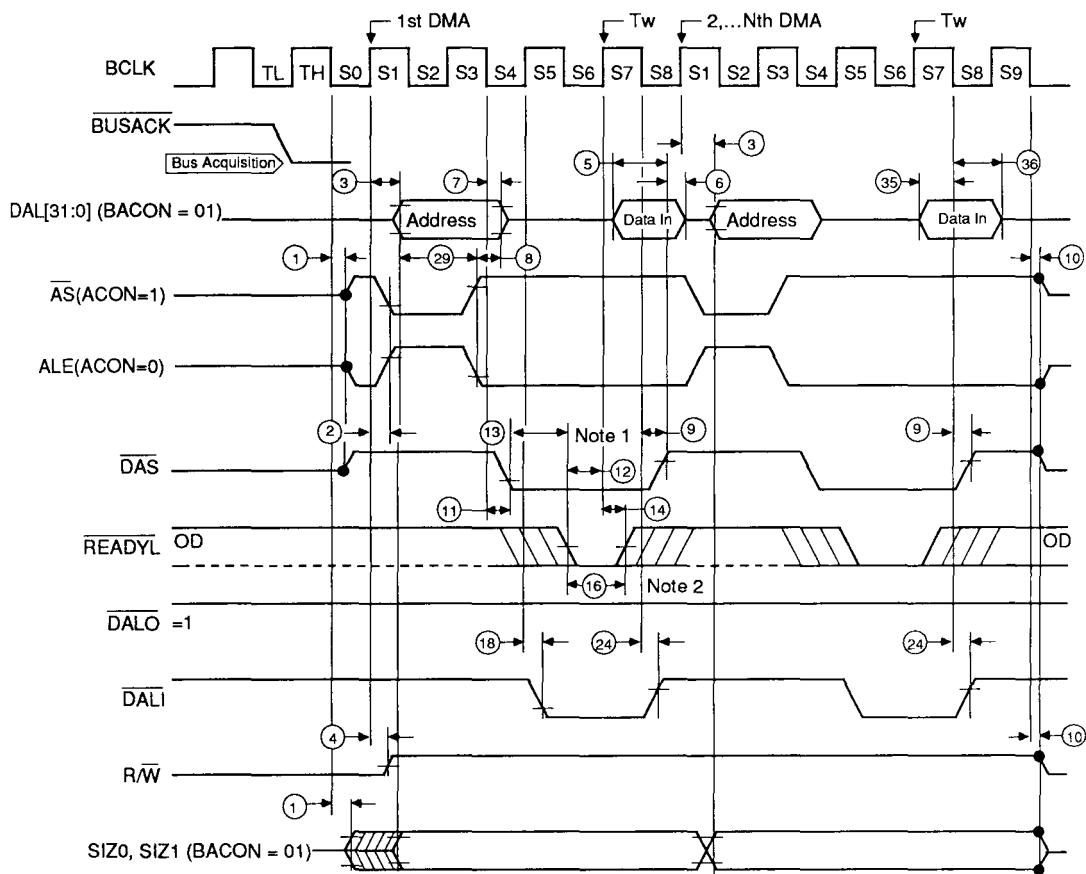 1st DMA Tw 2,...Nth DMA Tw
BCLK TL TH S0 S1 S2 S3 S4 S5 S6 S7 S8 S1 S2 S3 S4 S5 S6 S7 S8 S9
BUSACK
Bus Acquisition
3
5
36
3 7 6 35
DAL[31:0] (BACON = 01) Address Data In Address Data In
1 29 8 10
AS(ACON=1)
ALE(ACON=0)
2 13 Note 1 9 9
DAS 12
11 14
READYL OD OD
16 Note 2
DALO =1
18 24 24
DALI
4 10
R/W
1
SIZ0, SIZ1 (BACON = 01)